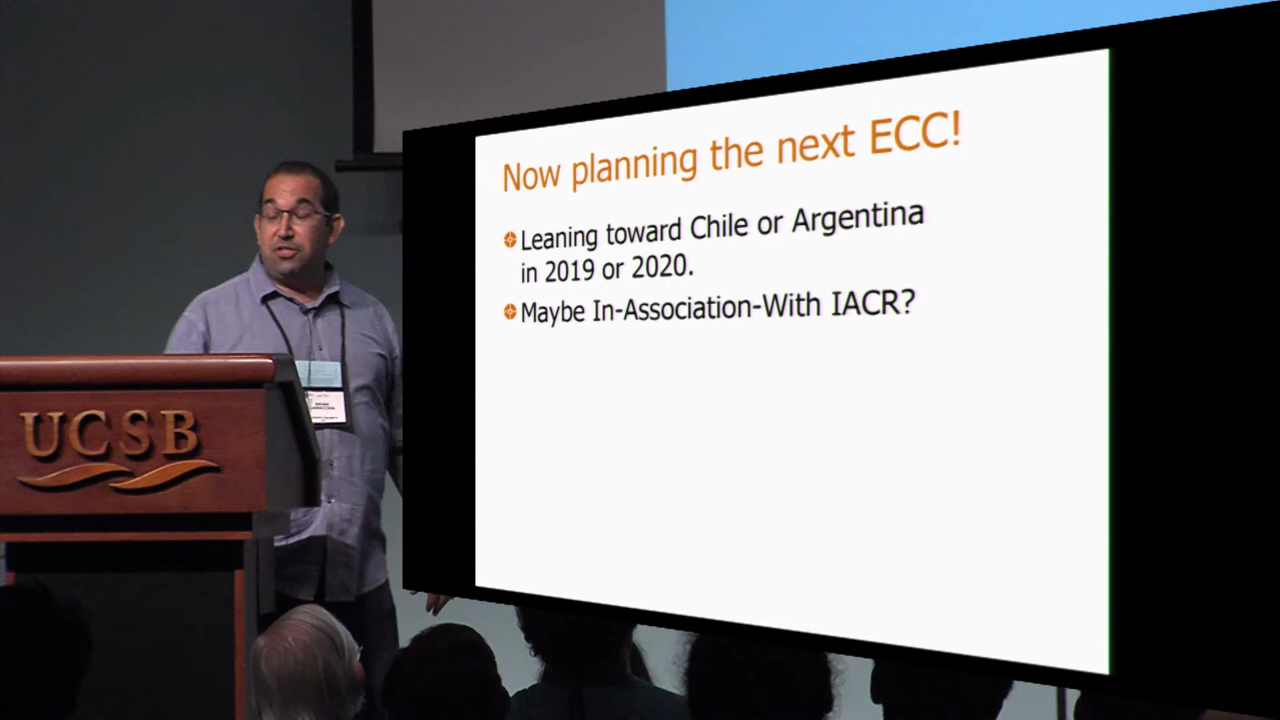 Now planning the next ECC!
Leaning toward Chile or Argentina
in 2019 or 2020.
Maybe In-Association-With IACR?
UCSB